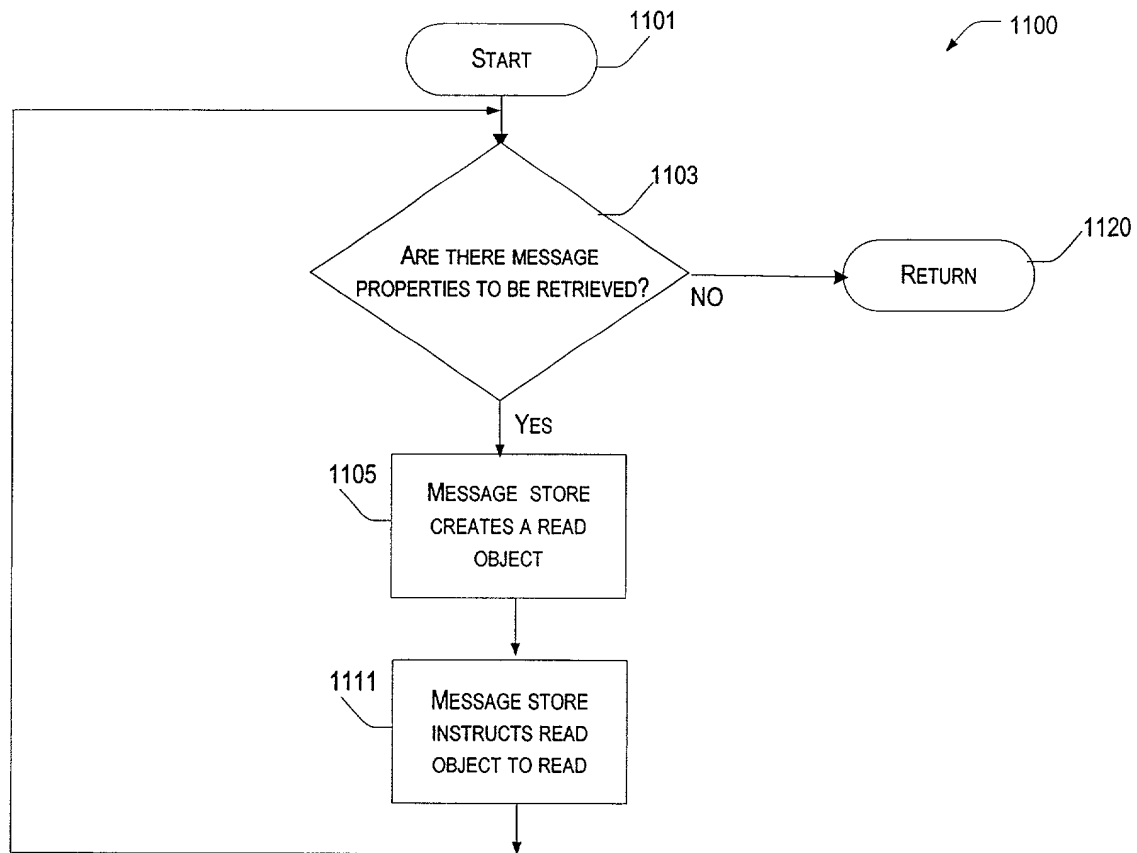 1101
START
1100
1103
ARE THERE MESSAGE
PROPERTIES TO BE RETRIEVED?
1120
RETURN
NO
YES
1105
MESSAGE STORE
CREATES A READ
OBJECT
1111
MESSAGE STORE
INSTRUCTS READ
OBJECT TO READ